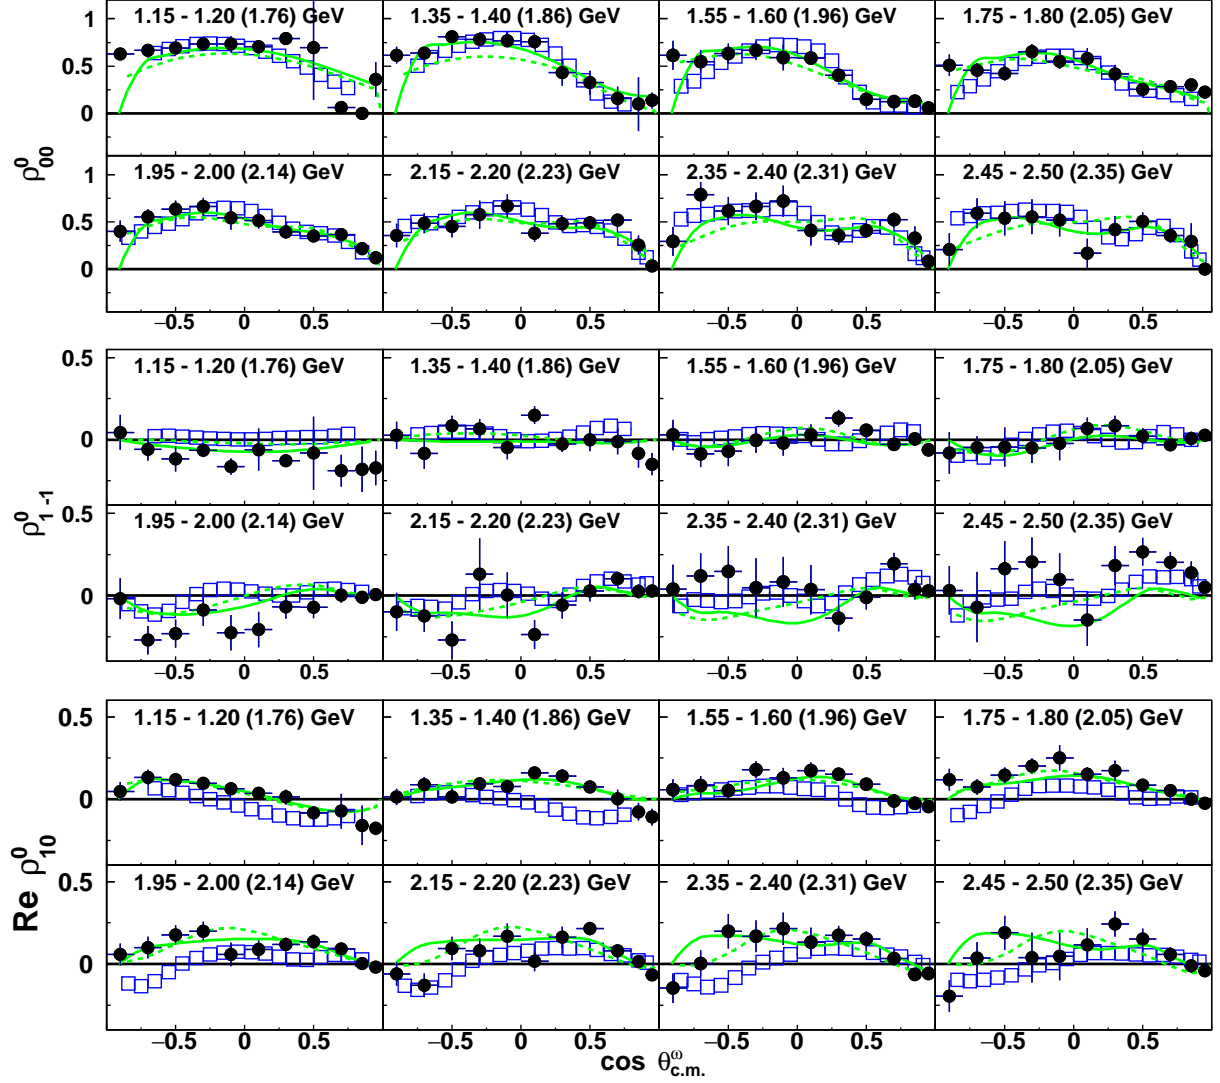 1
0.5
0
1.15 - 1.20 (1.76) GeV
1.35 - 1.40 (1.86) GeV
1.55 - 1.60 (1.96) GeV
1.75 - 1.80 (2.05) GeV
ρ⁰₀₀
1
0.5
0
1.95 - 2.00 (2.14) GeV
2.15 - 2.20 (2.23) GeV
2.35 - 2.40 (2.31) GeV
2.45 - 2.50 (2.35) GeV
−0.5 0 0.5 −0.5 0 0.5 −0.5 0 0.5 −0.5 0 0.5
0.5
0
1.15 - 1.20 (1.76) GeV
1.35 - 1.40 (1.86) GeV
1.55 - 1.60 (1.96) GeV
1.75 - 1.80 (2.05) GeV
ρ⁰₁ ₋₁
0.5
0
1.95 - 2.00 (2.14) GeV
2.15 - 2.20 (2.23) GeV
2.35 - 2.40 (2.31) GeV
2.45 - 2.50 (2.35) GeV
−0.5 0 0.5 −0.5 0 0.5 −0.5 0 0.5 −0.5 0 0.5
0.5
0
1.15 - 1.20 (1.76) GeV
1.35 - 1.40 (1.86) GeV
1.55 - 1.60 (1.96) GeV
1.75 - 1.80 (2.05) GeV
Re ρ⁰₁₀
0.5
0
1.95 - 2.00 (2.14) GeV
2.15 - 2.20 (2.23) GeV
2.35 - 2.40 (2.31) GeV
2.45 - 2.50 (2.35) GeV
−0.5 0 0.5 −0.5 0 0.5 −0.5 0 0.5 −0.5 0 0.5
cos θ^ω_c.m.